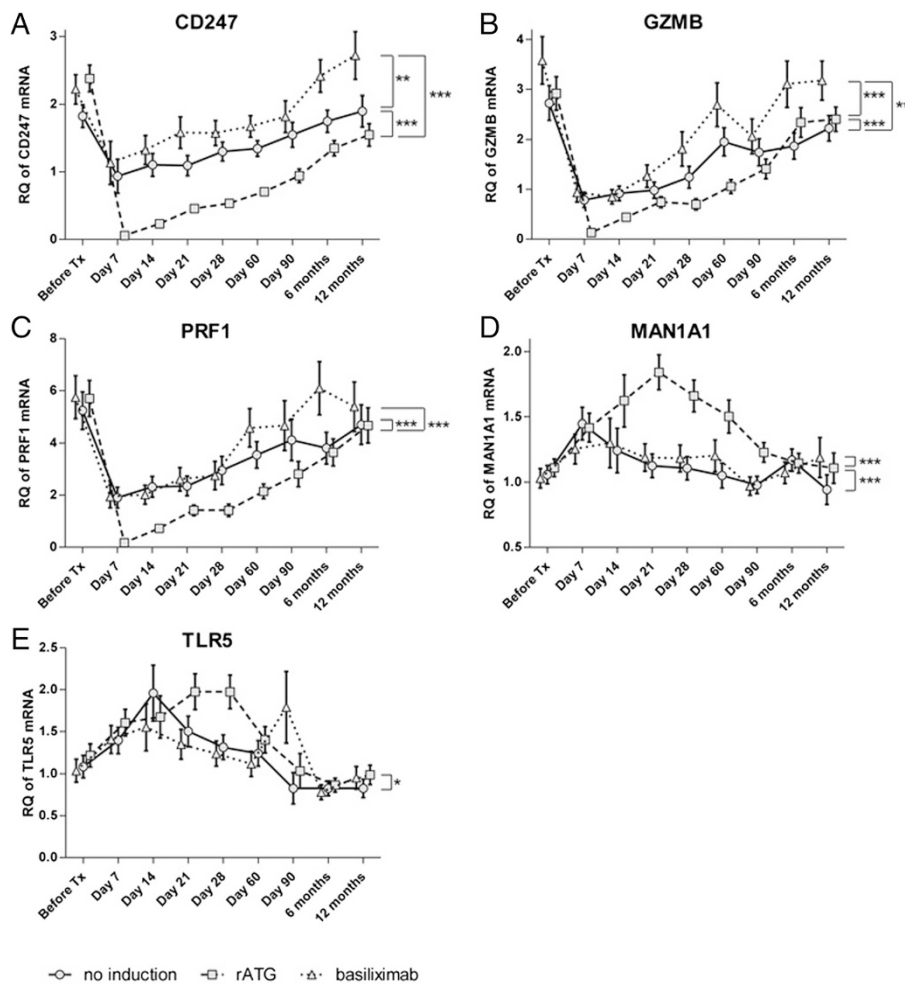 A
CD247
RQ of CD247 mRNA
3
2
1
0
**
***
***
Before Tx
Day 7
Day 14
Day 21
Day 28
Day 60
Day 90
6 months
12 months
B
GZMB
RQ of GZMB mRNA
4
3
2
1
0
***
***
**
Before Tx
Day 7
Day 14
Day 21
Day 28
Day 60
Day 90
6 months
12 months
C
PRF1
RQ of PRF1 mRNA
8
6
4
2
0
***
***
Before Tx
Day 7
Day 14
Day 21
Day 28
Day 60
Day 90
6 months
12 months
D
MAN1A1
RQ of MAN1A1 mRNA
2.0
1.5
1.0
0.5
***
***
Before Tx
Day 7
Day 14
Day 21
Day 28
Day 60
Day 90
6 months
12 months
E
TLR5
RQ of TLR5 mRNA
2.5
2.0
1.5
1.0
0.5
0.0
*
Before Tx
Day 7
Day 14
Day 21
Day 28
Day 60
Day 90
6 months
12 months
no induction rATG basiliximab